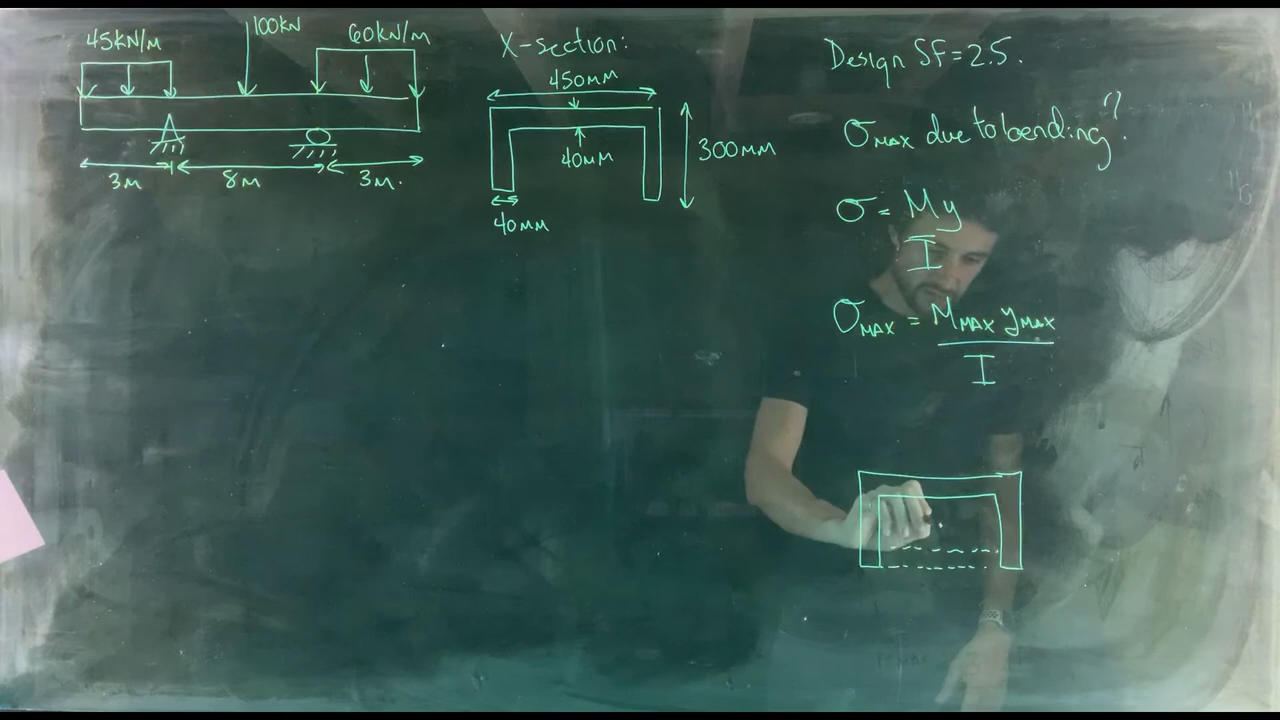 45kN/m
100kN
60kN/m
3m
8m
3m.
X-section:
450mm
40mm
300mm
40mm
Design SF=2.5.
σMAX due to bending?
σ = My
I
σMAX = MMAX yMAX
I